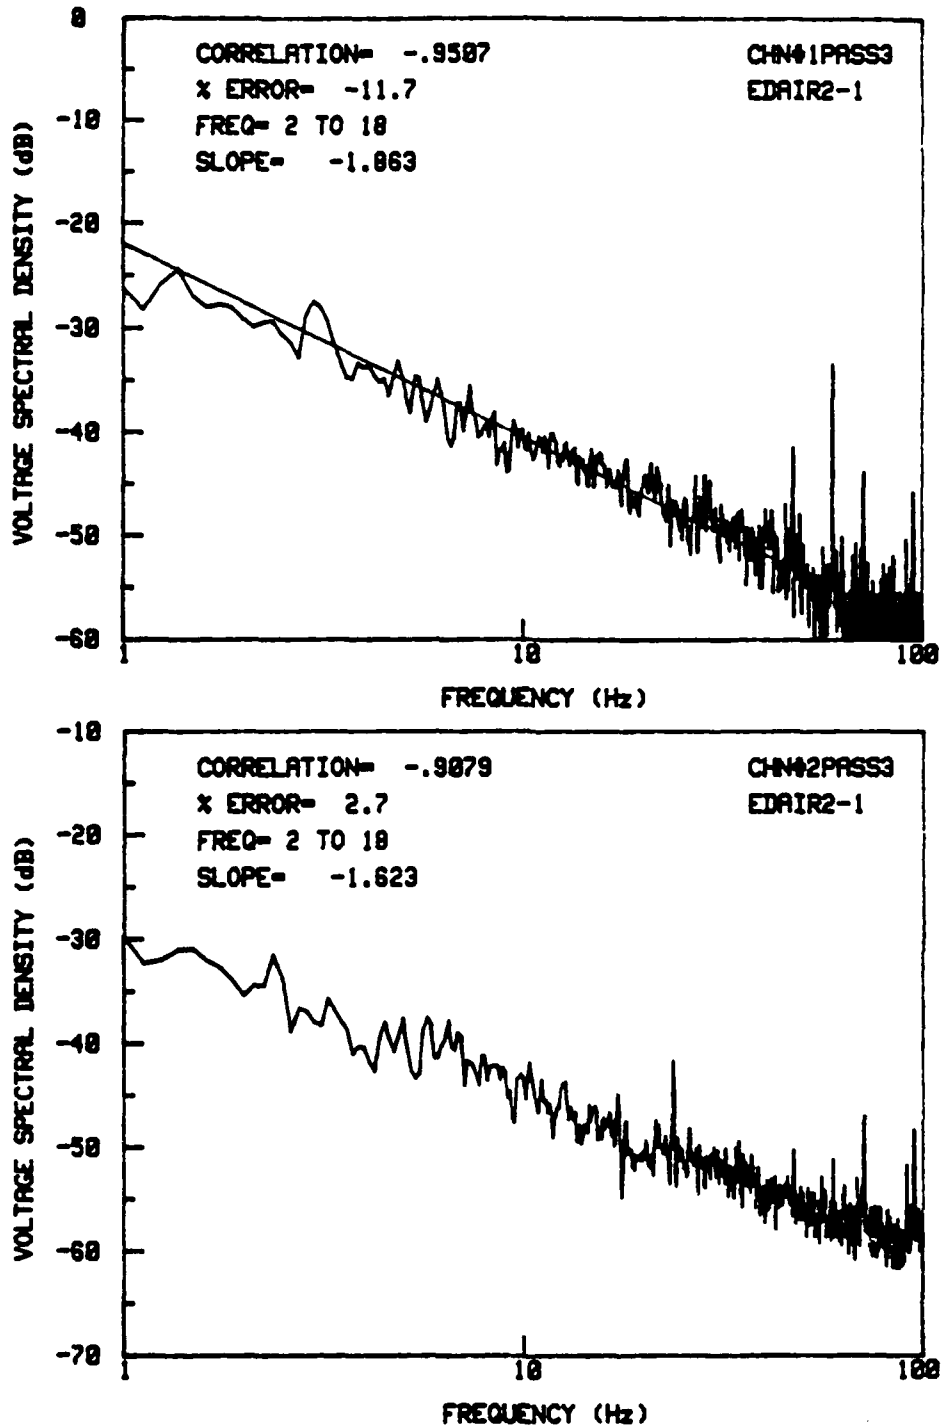 0
CORRELATION= -.9507
CHN#1PASS3
% ERROR= -11.7
EDAIR2-1
-10
FREQ= 2 TO 18
SLOPE= -1.863
-20
-30
-40
-50
-60
VOLTAGE SPECTRAL DENSITY (dB)
1
10
100
FREQUENCY (Hz)
-10
CORRELATION= -.9079
CHN#2PASS3
% ERROR= 2.7
EDAIR2-1
-20
FREQ= 2 TO 18
SLOPE= -1.623
-30
-40
-50
-60
-70
VOLTAGE SPECTRAL DENSITY (dB)
1
10
100
FREQUENCY (Hz)